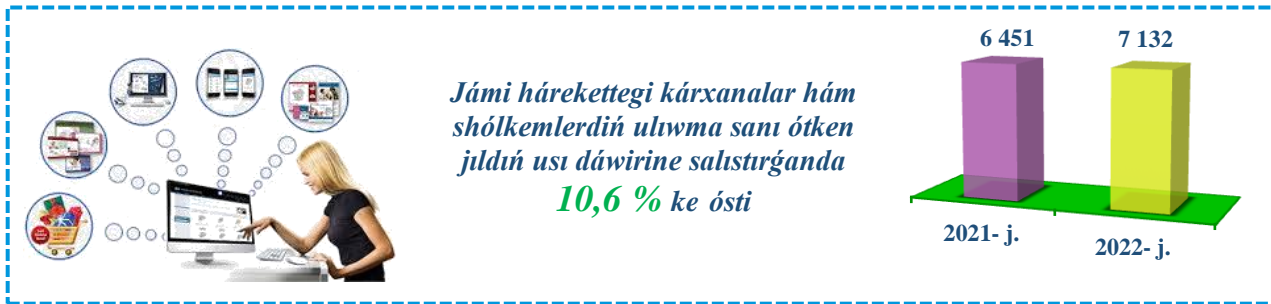 Jámi hárekettegi kárxanalar hám
shólkemlerdiń ulıwma sanı ótken
jıldıń usı dáwirine salıstırǵanda
10,6 % ke ósti
6 451
7 132
2021- j.
2022- j.